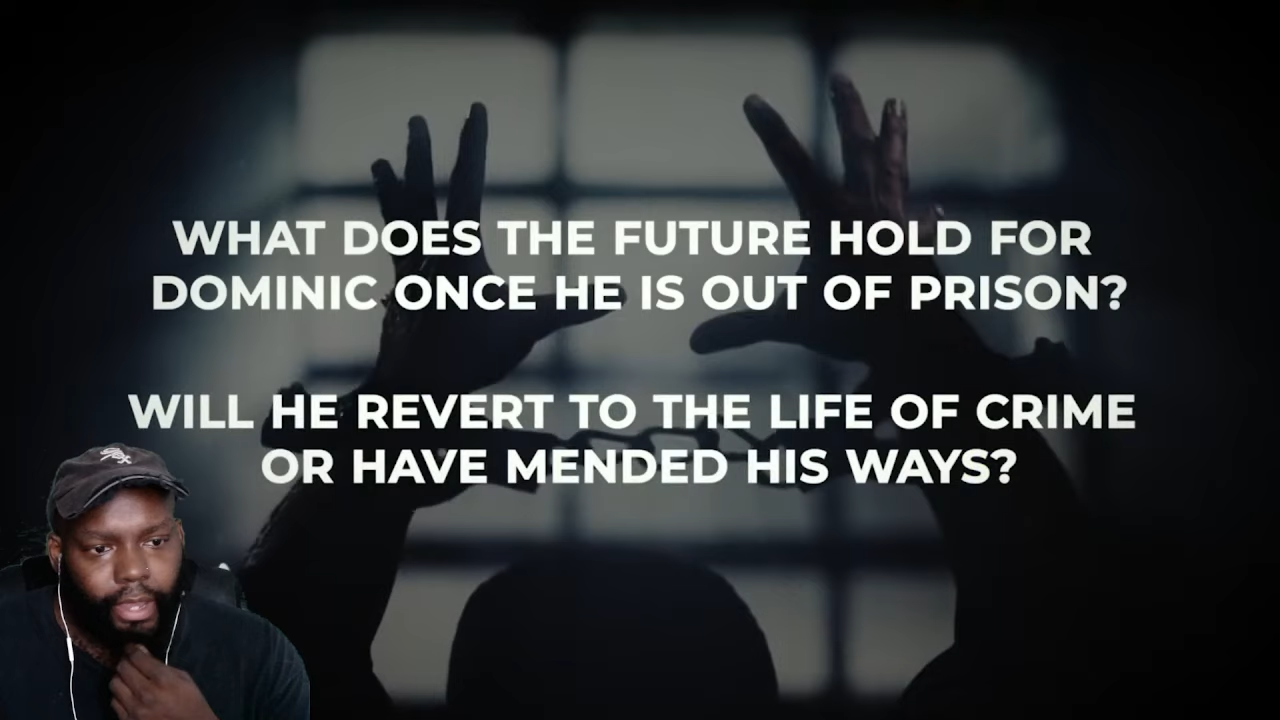 WHAT DOES THE FUTURE HOLD FOR
DOMINIC ONCE HE IS OUT OF PRISON?
WILL HE REVERT TO THE LIFE OF CRIME
OR HAVE MENDED HIS WAYS?